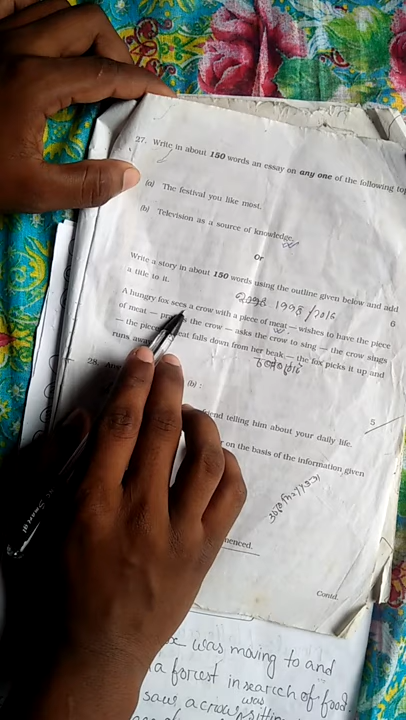 27. Write in about 150 words an essay on any one of the following top
(a) The festival you like most.
(b) Television as a source of knowledge.
Or
Write a story in about 150 words using the outline given below and add
a title to it. 6
A hungry fox sees a crow with a piece of meat — wishes to have the piece
of meat — the crow — asks the crow to sing — the crow sings
— the piece eat falls down from her beak — the fox picks it up and
runs away
1998 / 2016
28.
(b) :
friend telling him about your daily life. 5
on the basis of the information given
menced.
Contd.
was moving to and
a forest in search of food
saw a crow was sitting